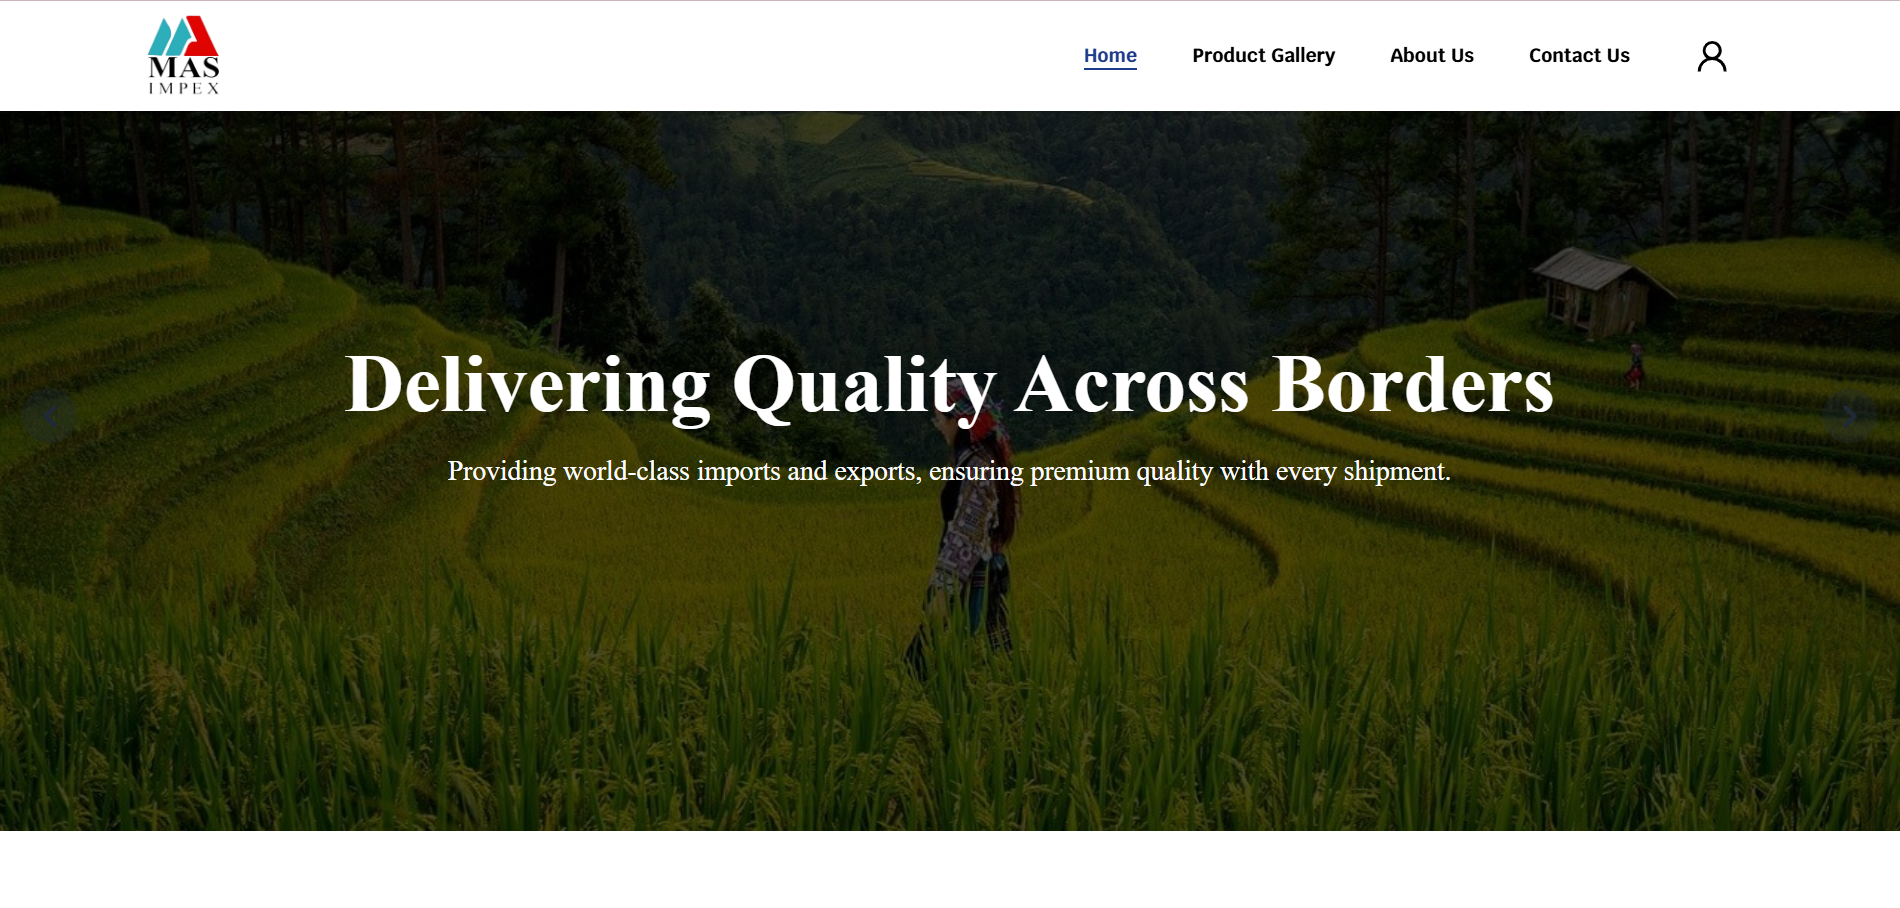 MAS
IMPEX
Home
Product Gallery
About Us
Contact Us
Delivering Quality Across Borders
Providing world-class imports and exports, ensuring premium quality with every shipment.